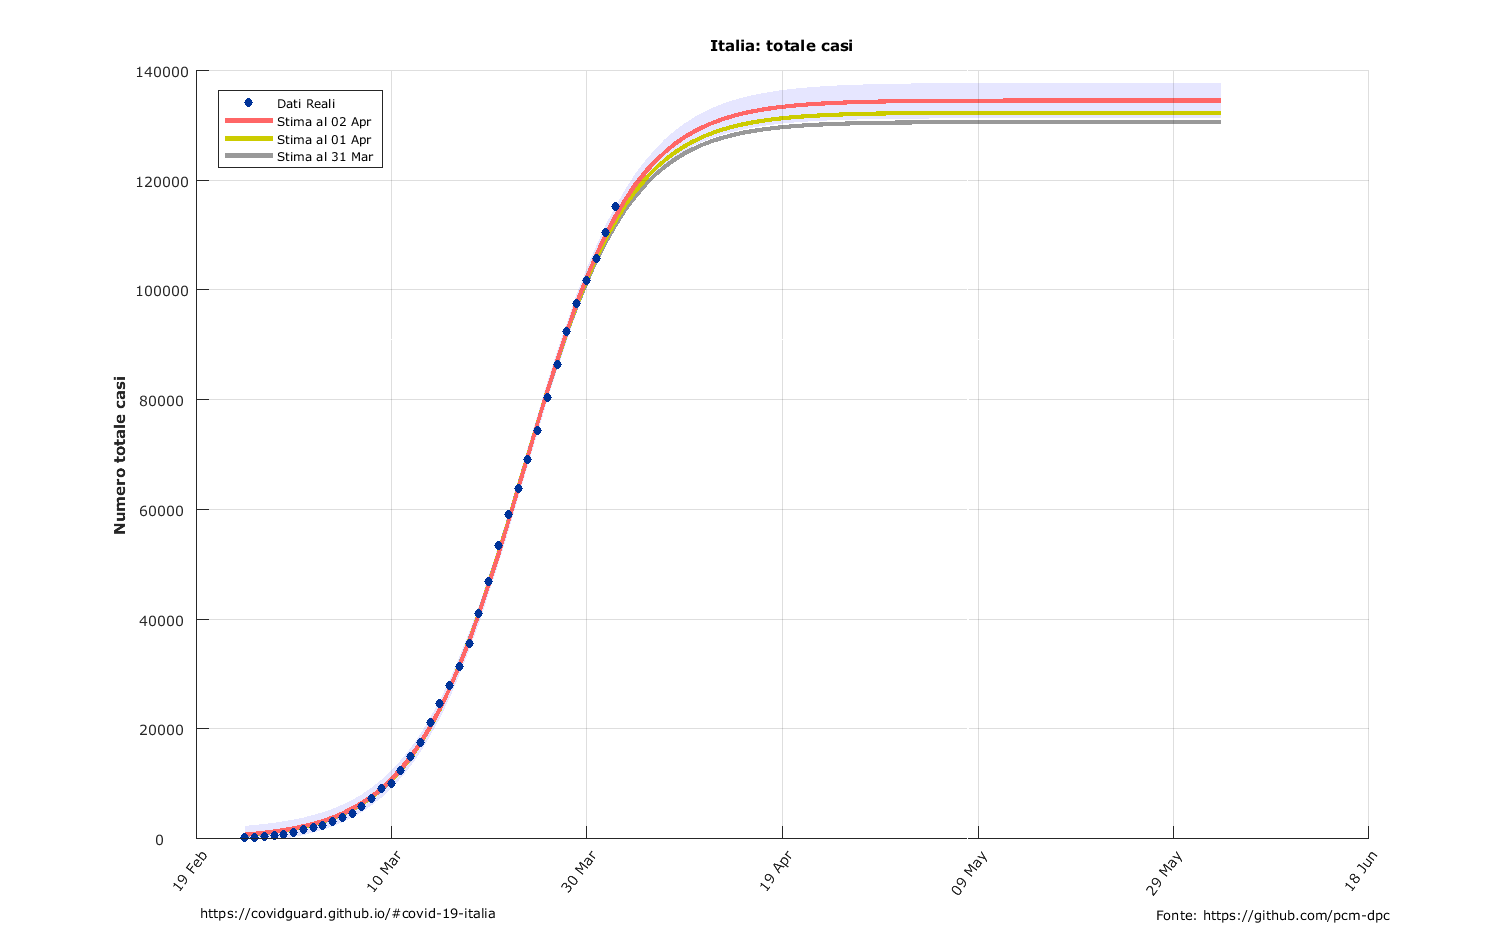 Italia: totale casi
140000
120000
100000
80000
60000
40000
20000
0
Numero totale casi
Dati Reali
Stima al 02 Apr
Stima al 01 Apr
Stima al 31 Mar
19 Feb
10 Mar
30 Mar
19 Apr
09 May
29 May
18 Jun
https://covidguard.github.io/#covid-19-italia
Fonte: https://github.com/pcm-dpc